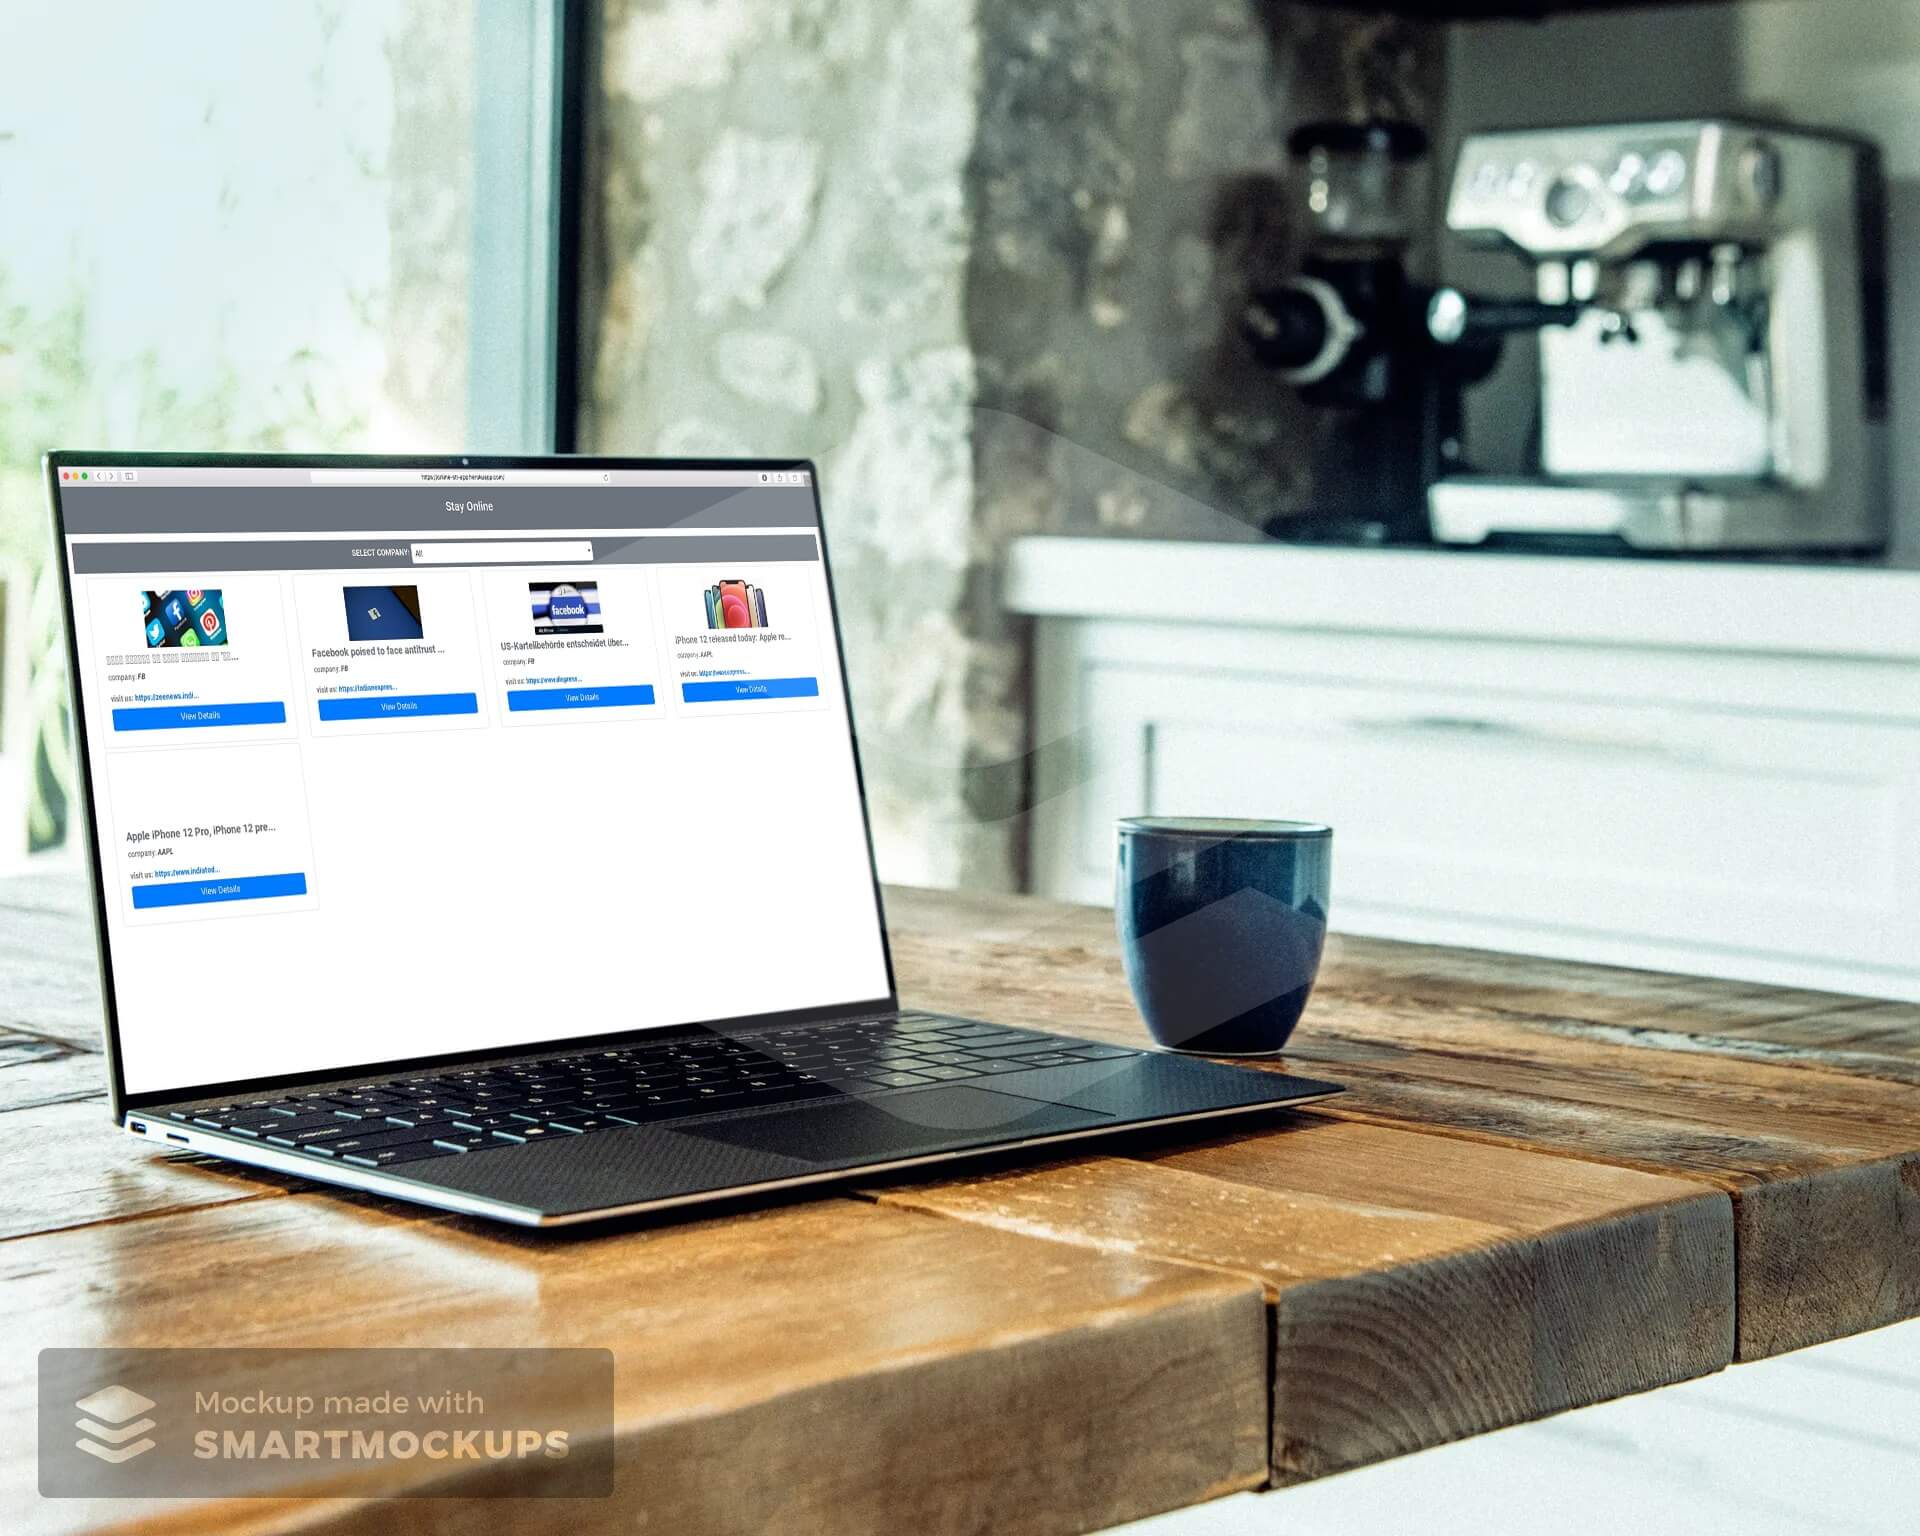 Stay Online
SELECT COMPANY: All
facebook
company: FB
visit us: https://zeenews.indi...
View Details
Facebook poised to face antitrust ...
company: FB
visit us: https://indianexpres...
View Details
US-Kartellbehörde entscheidet über...
company: FB
visit us: https://www.diepress...
View Details
iPhone 12 released today: Apple re...
company: AAPL
visit us: https://www.express....
View Details
Apple iPhone 12 Pro, iPhone 12 pre...
company: AAPL
visit us: https://www.indiatod...
View Details
Mockup made with
SMARTMOCKUPS